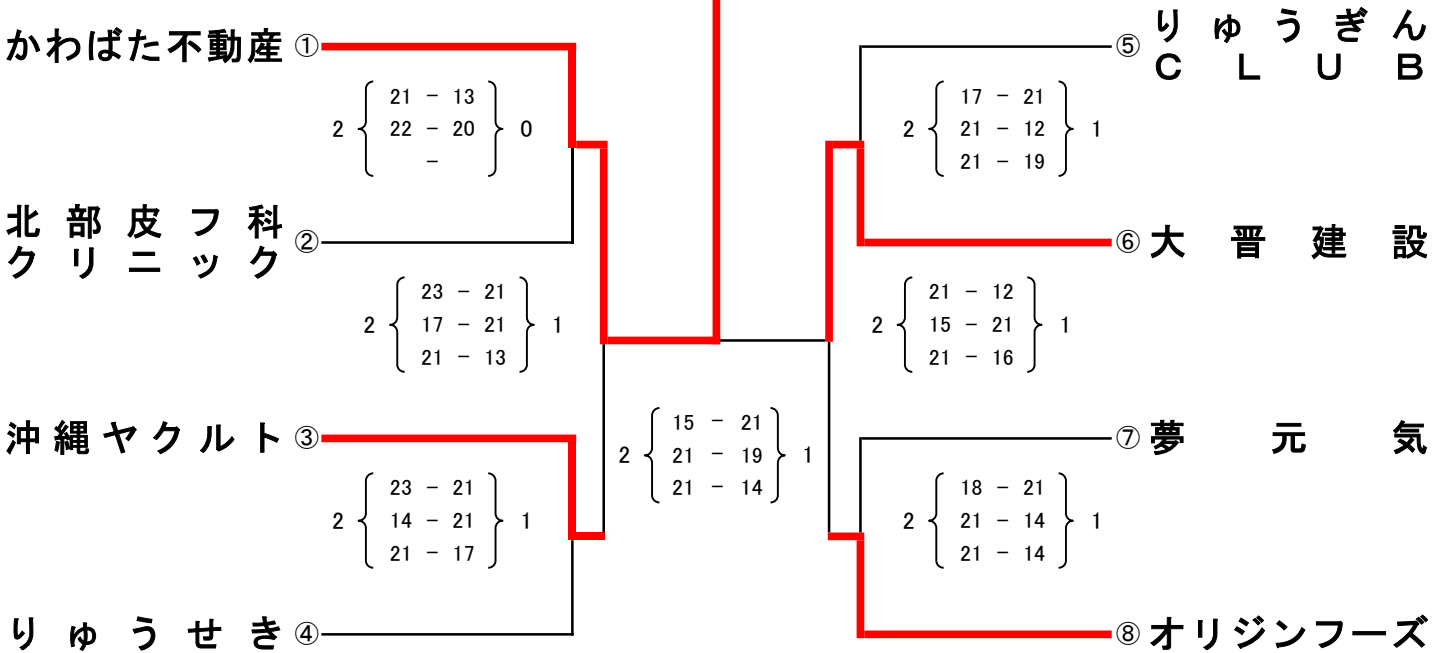 かわばた不動産 ①
2 21 － 13 0
22 － 20
－
北部皮フ科
クリニック ②
2 23 － 21 1
17 － 21
21 － 13
沖縄ヤクルト ③
2 23 － 21 1
14 － 21
21 － 17
りゅうせき ④
2 15 － 21 1
21 － 19
21 － 14
⑤ りゅうぎん
ＣＬＵＢ
2 17 － 21 1
21 － 12
21 － 19
⑥ 大晋建設
2 21 － 12 1
15 － 21
21 － 16
⑦ 夢元気
2 18 － 21 1
21 － 14
21 － 14
⑧ オリジンフーズ